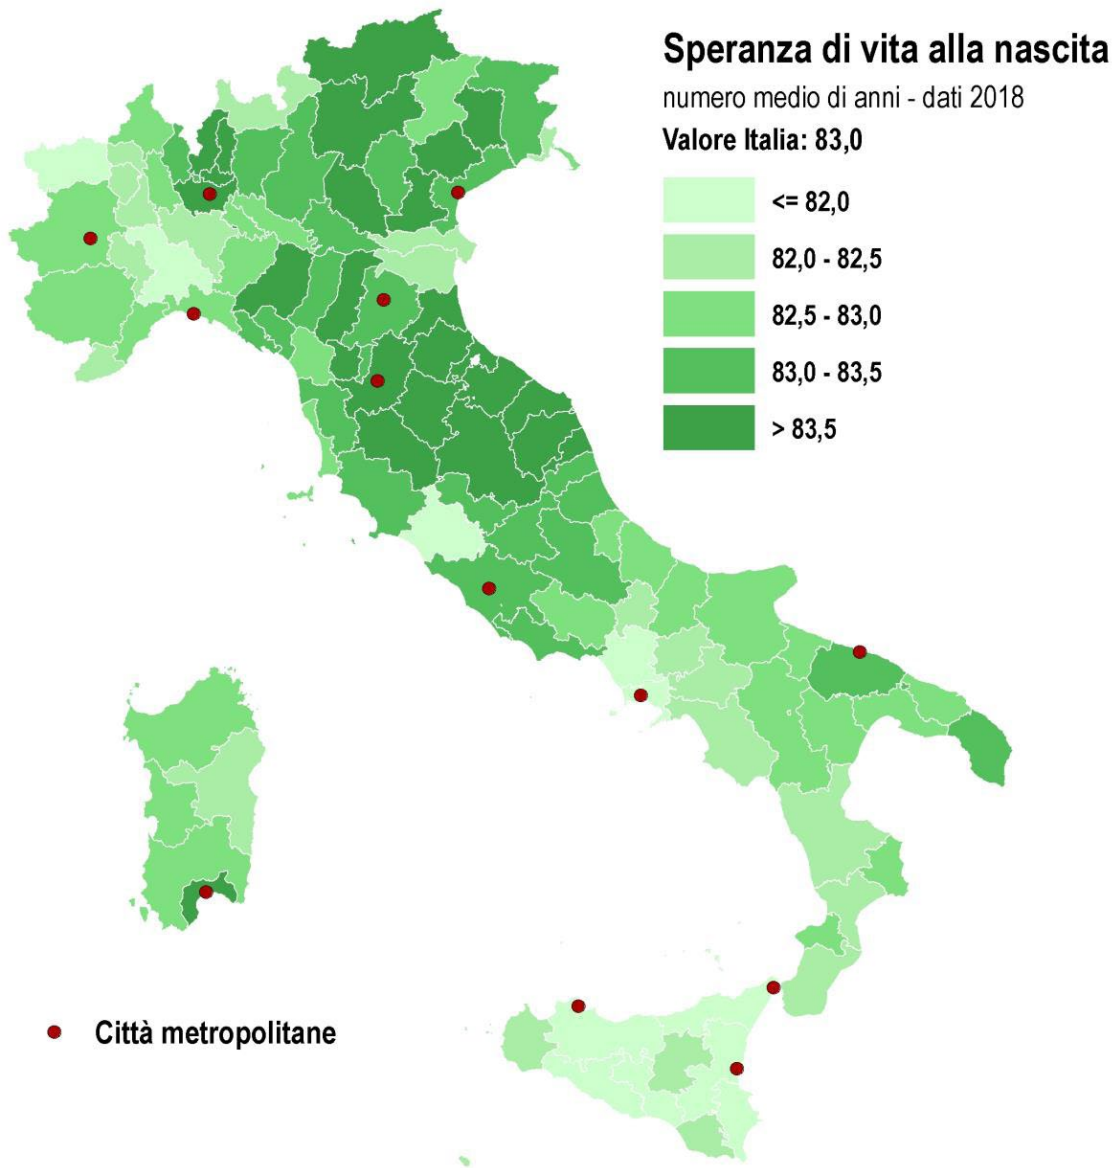 Speranza di vita alla nascita
numero medio di anni - dati 2018
Valore Italia: 83,0
<= 82,0
82,0 - 82,5
82,5 - 83,0
83,0 - 83,5
> 83,5
Città metropolitane